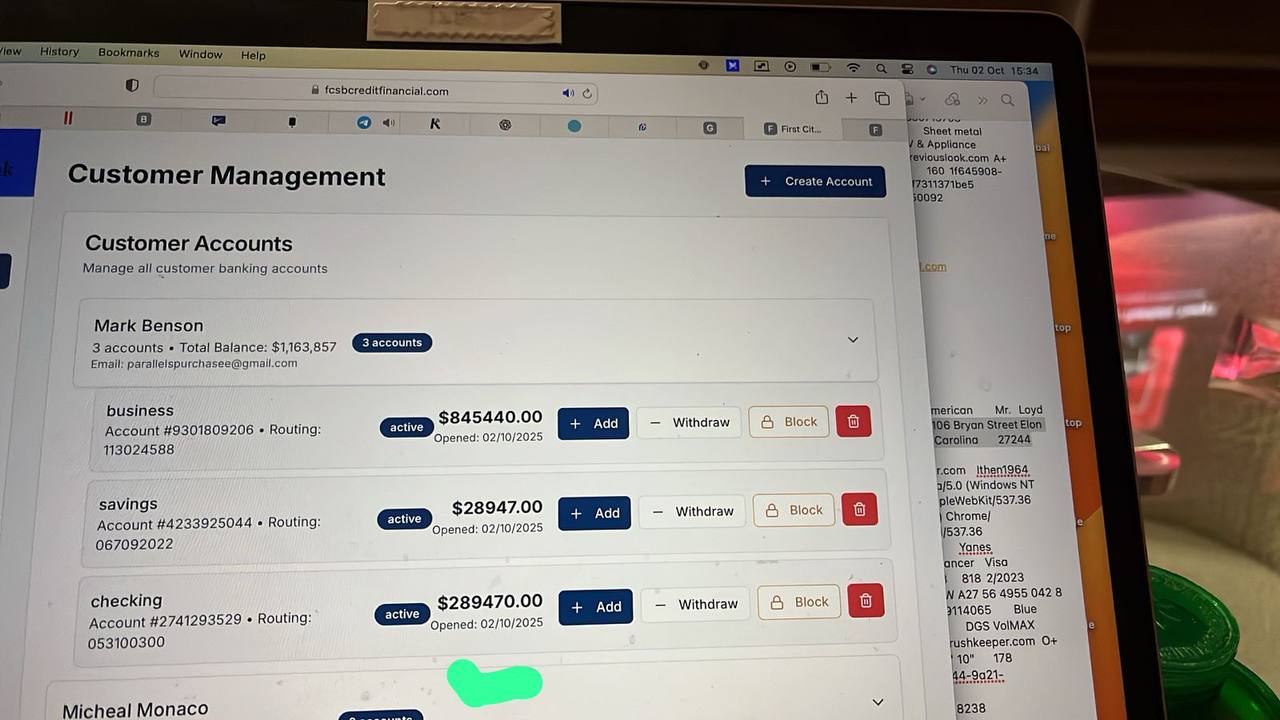 View History Bookmarks Window Help
Thu 02 Oct 15:34
fcsbcreditfinancial.com
First Cit...
Customer Management
+ Create Account
Customer Accounts
Manage all customer banking accounts
Mark Benson
3 accounts • Total Balance: $1,163,857
Email: parallelspurchasee@gmail.com
3 accounts
business
Account #9301809206 • Routing:
113024588
active
$845440.00
Opened: 02/10/2025
+ Add
— Withdraw
Block
savings
Account #4233925044 • Routing:
067092022
active
$28947.00
Opened: 02/10/2025
+ Add
— Withdraw
Block
checking
Account #2741293529 • Routing:
053100300
active
$289470.00
Opened: 02/10/2025
+ Add
— Withdraw
Block
Micheal Monaco
Sheet metal
V & Appliance
reviouslook.com A+
160 1f645908-
f7311371be5
50092
l.com
merican Mr. Loyd
106 Bryan Street Elon
Carolina 27244
r.com Ithen1964
a/5.0 (Windows NT
pleWebKit/537.36
Chrome/
/537.36
Yanes
ancer Visa
818 2/2023
W A27 56 4955 042 8
9114065 Blue
DGS VolMAX
rushkeeper.com O+
10" 178
44-9a21-
8238
bal
me
top
top
e
e